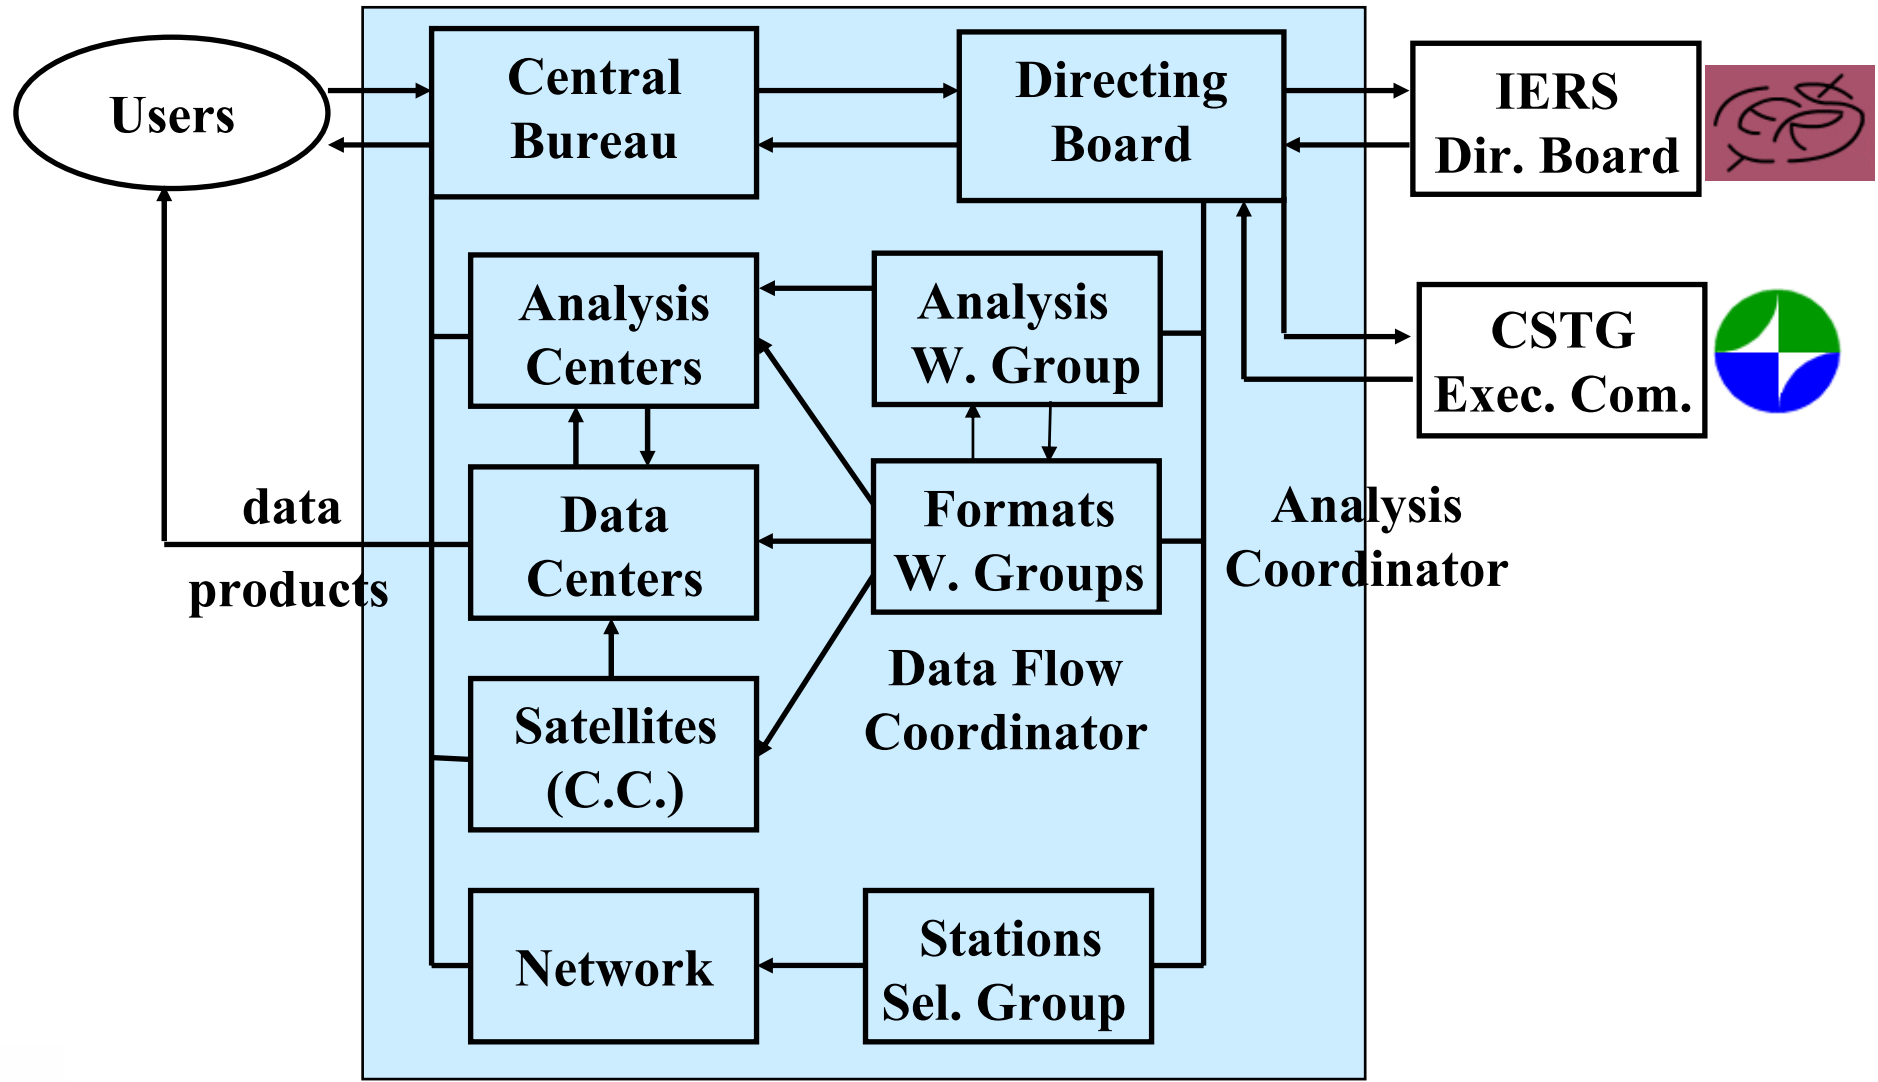 Users
Central
Bureau
Directing
Board
IERS
Dir. Board
Analysis
Centers
Analysis
W. Group
CSTG
Exec. Com.
data
products
Data
Centers
Formats
W. Groups
Analysis
Coordinator
Data Flow
Coordinator
Satellites
(C.C.)
Network
Stations
Sel. Group